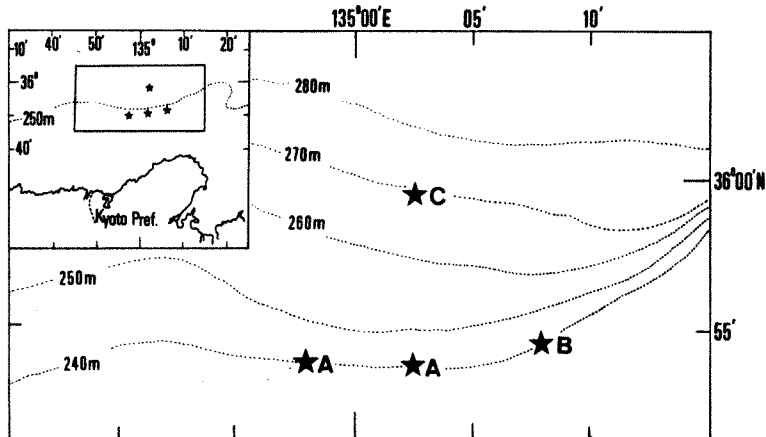 135°00'E 05' 10'
10' 40' 50' 135° 10' 20'
36°
250m
40'
Kyoto Pref.
280m
270m
C
36°00'N
260m
250m
55'
B
240m
A
A